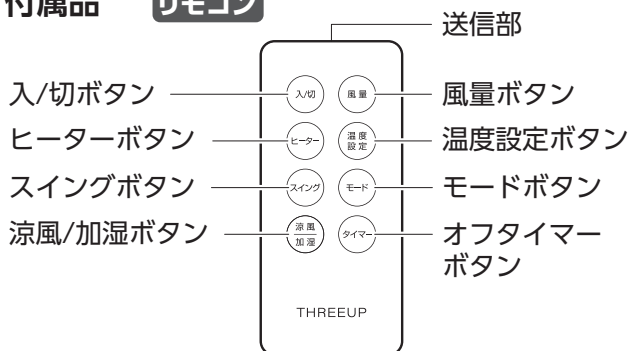 付属品
リモコン
送信部
入/切ボタン
入/切
風量
風量ボタン
ヒーターボタン
ヒーター
温度
設定
温度設定ボタン
スイングボタン
スイング
モード
モードボタン
涼風/加湿ボタン
涼風
加湿
タイマー
オフタイマー
ボタン
THREEUP